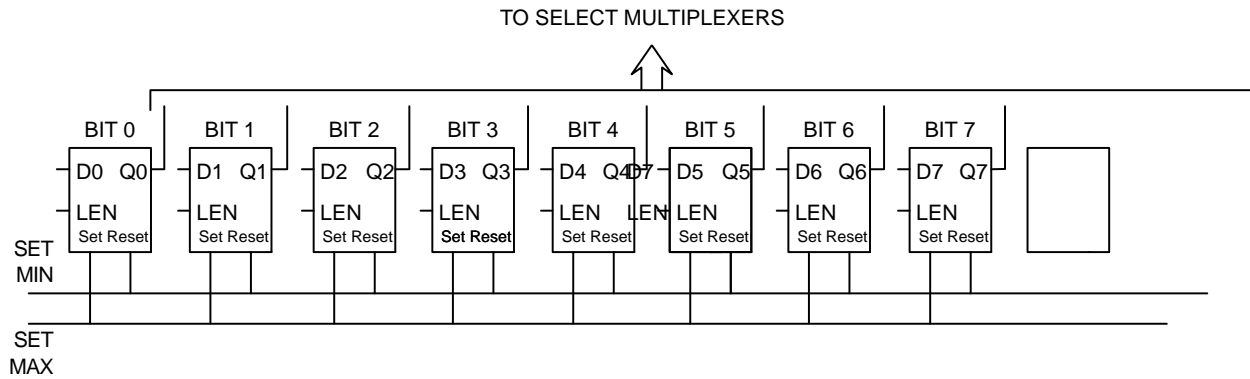 TO SELECT MULTIPLEXERS
BIT 0 BIT 1 BIT 2 BIT 3 BIT 4 BIT 5 BIT 6 BIT 7
D0 Q0 D1 Q1 D2 Q2 D3 Q3 D4 Q4 D7 D5 Q5 D6 Q6 D7 Q7
LEN LEN LEN LEN LEN LEN LEN LEN LEN
Set Reset Set Reset Set Reset Set Reset Set Reset Set Reset Set Reset Set Reset
SET
MIN
SET
MAX